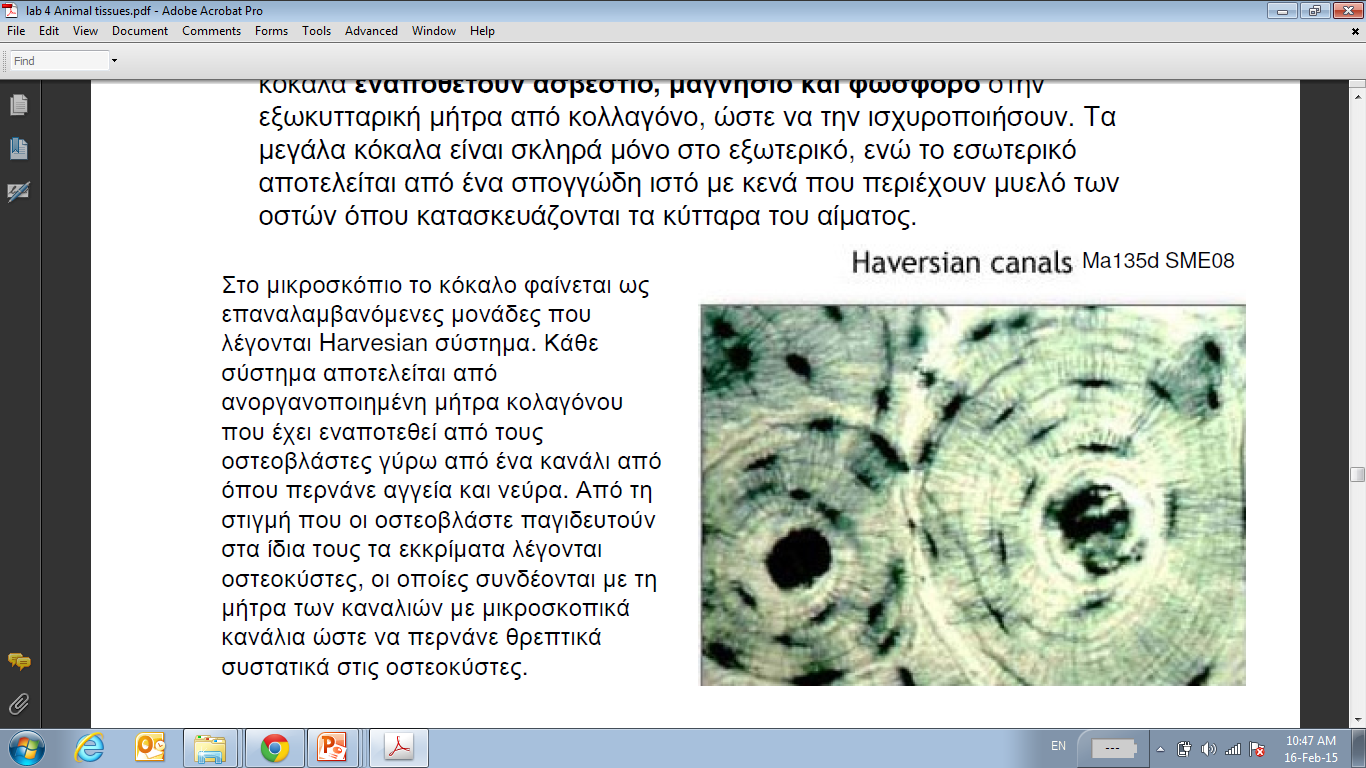 lab 4 Animal tissues.pdf - Adobe Acrobat Pro
File Edit View Document Comments Forms Tools Advanced Window Help
Find
κόκαλα εναποθέτουν ασβέστιο, μαγνήσιο και φώσφορο στην
εξωκυτταρική μήτρα από κολλαγόνο, ώστε να την ισχυροποιήσουν. Τα
μεγάλα κόκαλα είναι σκληρά μόνο στο εξωτερικό, ενώ το εσωτερικό
αποτελείται από ένα σπογγώδη ιστό με κενά που περιέχουν μυελό των
οστών όπου κατασκευάζονται τα κύτταρα του αίματος.
Haversian canals Ma135d SME08
Στο μικροσκόπιο το κόκαλο φαίνεται ως
επαναλαμβανόμενες μονάδες που
λέγονται Harvesian σύστημα. Κάθε
σύστημα αποτελείται από
ανοργανοποιημένη μήτρα κολαγόνου
που έχει εναποτεθεί από τους
οστεοβλάστες γύρω από ένα κανάλι από
όπου περνάνε αγγεία και νεύρα. Από τη
στιγμή που οι οστεοβλάστε παγιδευτούν
στα ίδια τους τα εκκρίματα λέγονται
οστεοκύστες, οι οποίες συνδέονται με τη
μήτρα των καναλιών με μικροσκοπικά
κανάλια ώστε να περνάνε θρεπτικά
συστατικά στις οστεοκύστες.
EN
---
10:47 AM
16-Feb-15